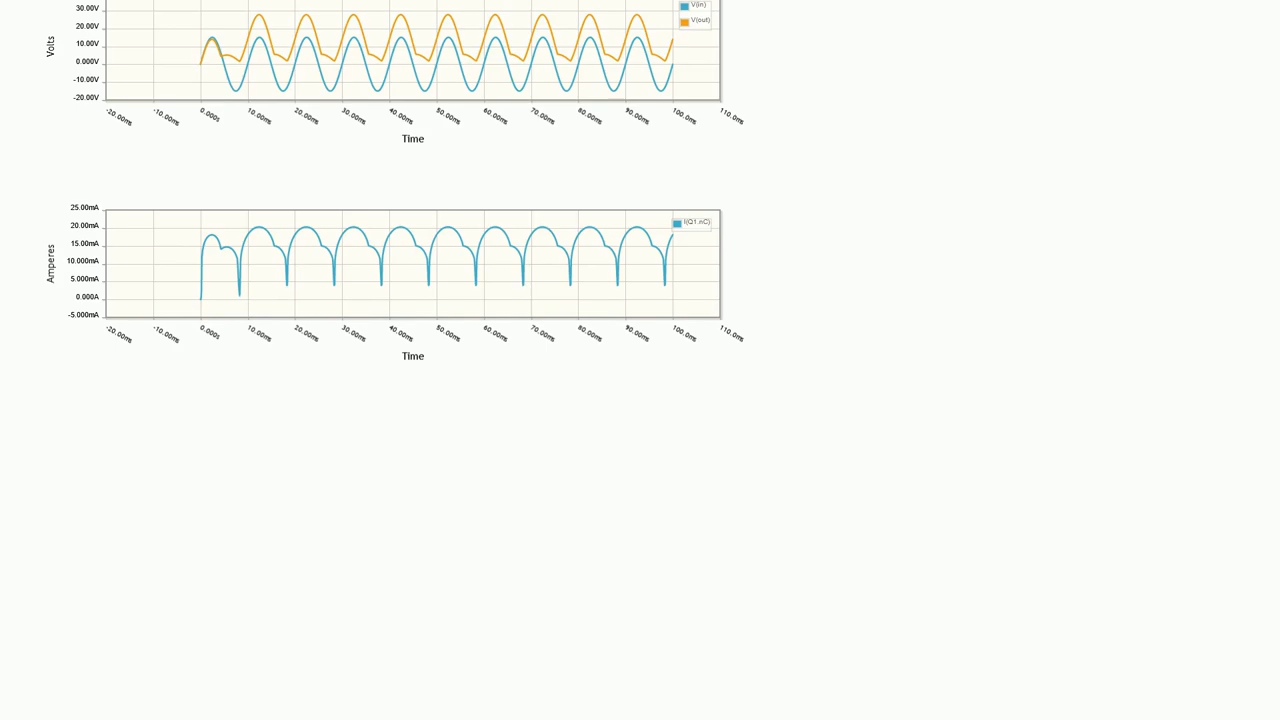 30.00V
V(in)
20.00V
V(out)
10.00V
Volts
0.000V
-10.00V
-20.00V
-20.00ms -10.00ms 0.000s 10.00ms 20.00ms 30.00ms 40.00ms 50.00ms 60.00ms 70.00ms 80.00ms 90.00ms 100.0ms 110.0ms
Time
25.00mA
I(Q1.nC)
20.00mA
15.00mA
Amperes
10.000mA
5.000mA
0.000A
-5.000mA
-20.00ms -10.00ms 0.000s 10.00ms 20.00ms 30.00ms 40.00ms 50.00ms 60.00ms 70.00ms 80.00ms 90.00ms 100.0ms 110.0ms
Time